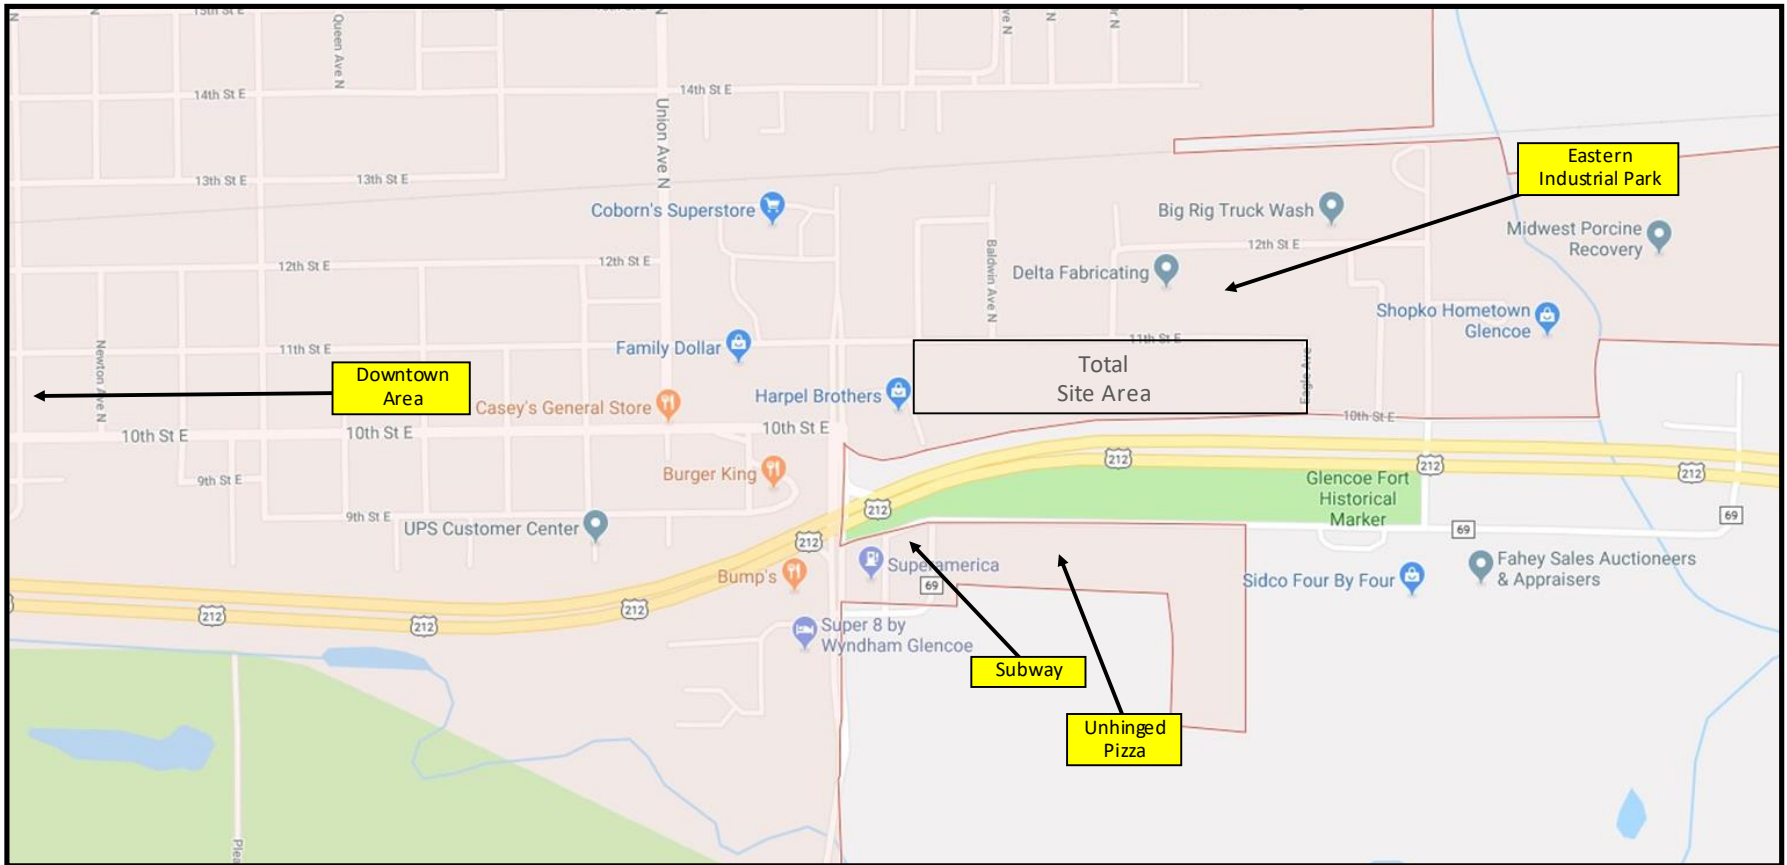 15th St E
Queen Ave N
14th St E
14th St E
Union Ave N
13th St E
13th St E
Coborn's Superstore
Big Rig Truck Wash
Eastern
Industrial Park
Midwest Porcine
Recovery
12th St E
12th St E
12th St E
Baldwin Ave N
Delta Fabricating
Shopko Hometown
Glencoe
11th St E
11th St E
Family Dollar
Newton Ave N
Downtown
Area
Total
Site Area
Eagle Ave
Casey's General Store
Harpel Brothers
10th St E
10th St E
10th St E
10th St E
Burger King
9th St E
9th St E
UPS Customer Center
212
212
212
212
212
212
212
212
Glencoe Fort
Historical
Marker
69
69
69
Bump's
Superamerica
Sidco Four By Four
Fahey Sales Auctioneers
& Appraisers
Super 8 by
Wyndham Glencoe
Subway
Unhinged
Pizza